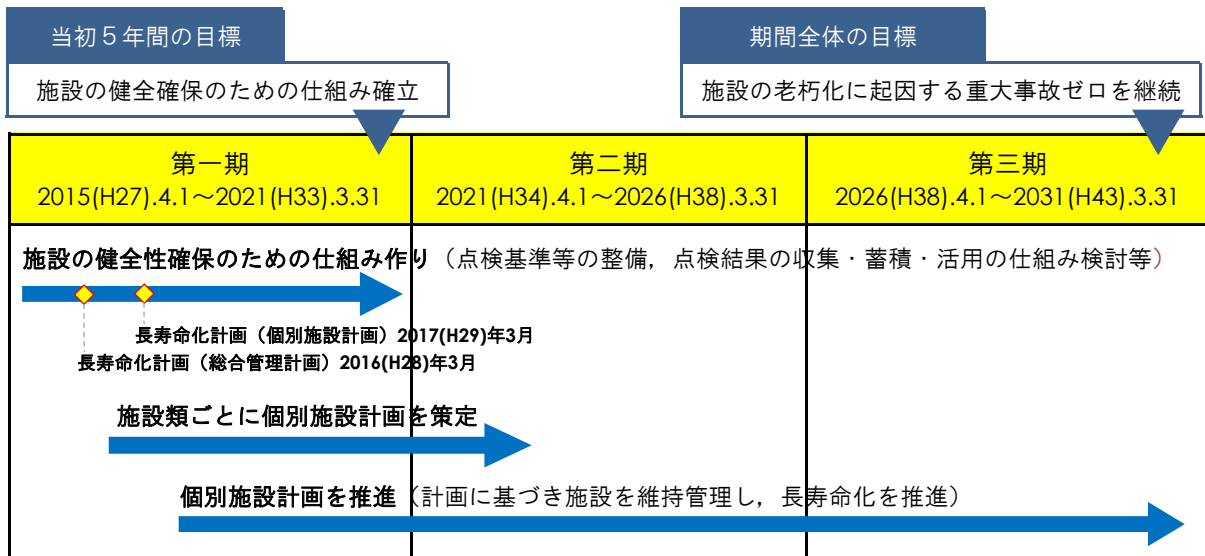 当初５年間の目標
施設の健全確保のための仕組み確立
期間全体の目標
施設の老朽化に起因する重大事故ゼロを継続
第一期
2015(H27).4.1～2021(H33).3.31
第二期
2021(H34).4.1～2026(H38).3.31
第三期
2026(H38).4.1～2031(H43).3.31
施設の健全性確保のための仕組み作り（点検基準等の整備，点検結果の収集・蓄積・活用の仕組み検討等）
長寿命化計画（個別施設計画）2017(H29)年3月
長寿命化計画（総合管理計画）2016(H28)年3月
施設類ごとに個別施設計画を策定
個別施設計画を推進（計画に基づき施設を維持管理し，長寿命化を推進）